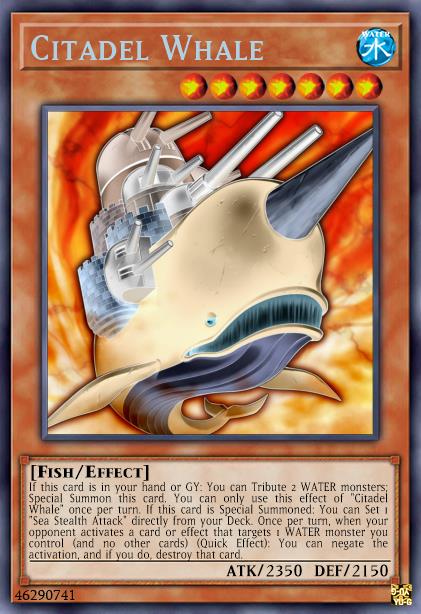 CITADEL WHALE
WATER
水
[FISH/EFFECT]
If this card is in your hand or GY: You can Tribute 2 WATER monsters;
Special Summon this card. You can only use this effect of "Citadel
Whale" once per turn. If this card is Special Summoned: You can Set 1
"Sea Stealth Attack" directly from your Deck. Once per turn, when your
opponent activates a card or effect that targets 1 WATER monster you
control (and no other cards) (Quick Effect): You can negate the
activation, and if you do, destroy that card.
ATK/2350 DEF/2150
46290741